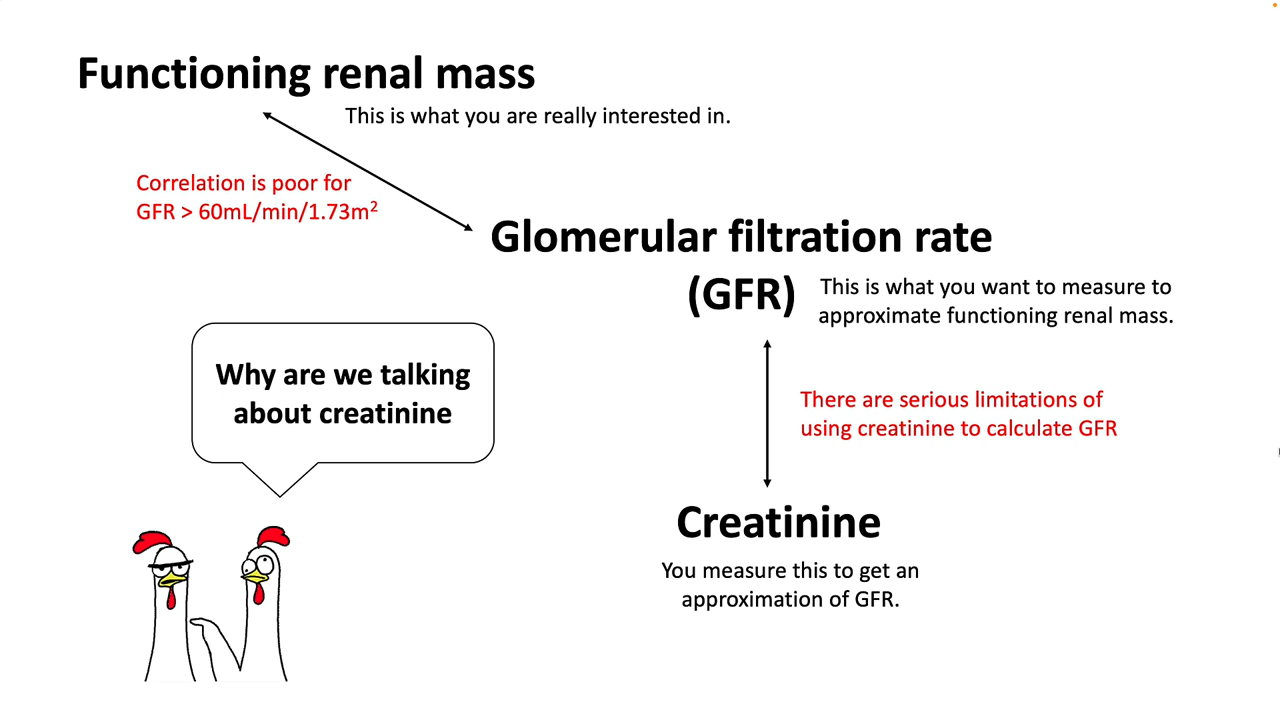 Functioning renal mass
This is what you are really interested in.
Correlation is poor for
GFR > 60mL/min/1.73m²
Glomerular filtration rate
(GFR)
This is what you want to measure to
approximate functioning renal mass.
Why are we talking
about creatinine
There are serious limitations of
using creatinine to calculate GFR
Creatinine
You measure this to get an
approximation of GFR.